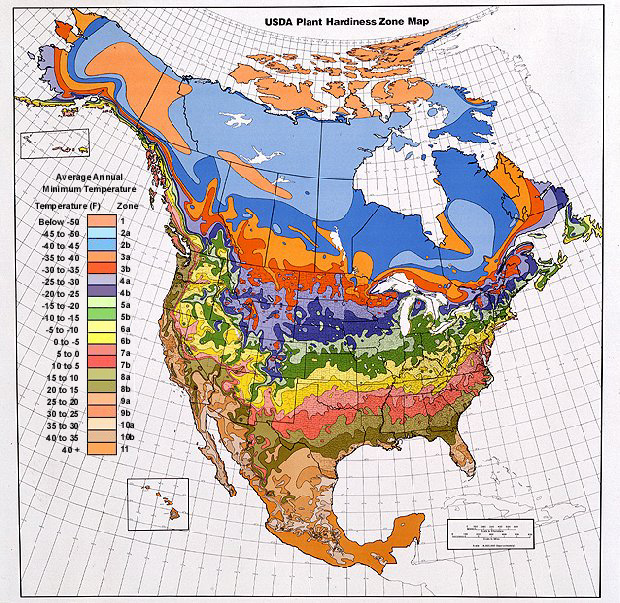 USDA Plant Hardiness Zone Map
Average Annual
Minimum Temperature
Temperature (F) Zone
Below -50 1
45 to -50 2a
-40 to 45 2b
-35 to 40 3a
-30 to -35 3b
-25 to -30 4a
-20 to -25 4b
-15 to -20 5a
-10 to -15 5b
-5 to -10 6a
0 to -5 6b
5 to 0 7a
10 to 5 7b
15 to 10 8a
20 to 15 8b
25 to 20 9a
30 to 25 9b
35 to 30 10a
40 to 35 10b
40 + 11